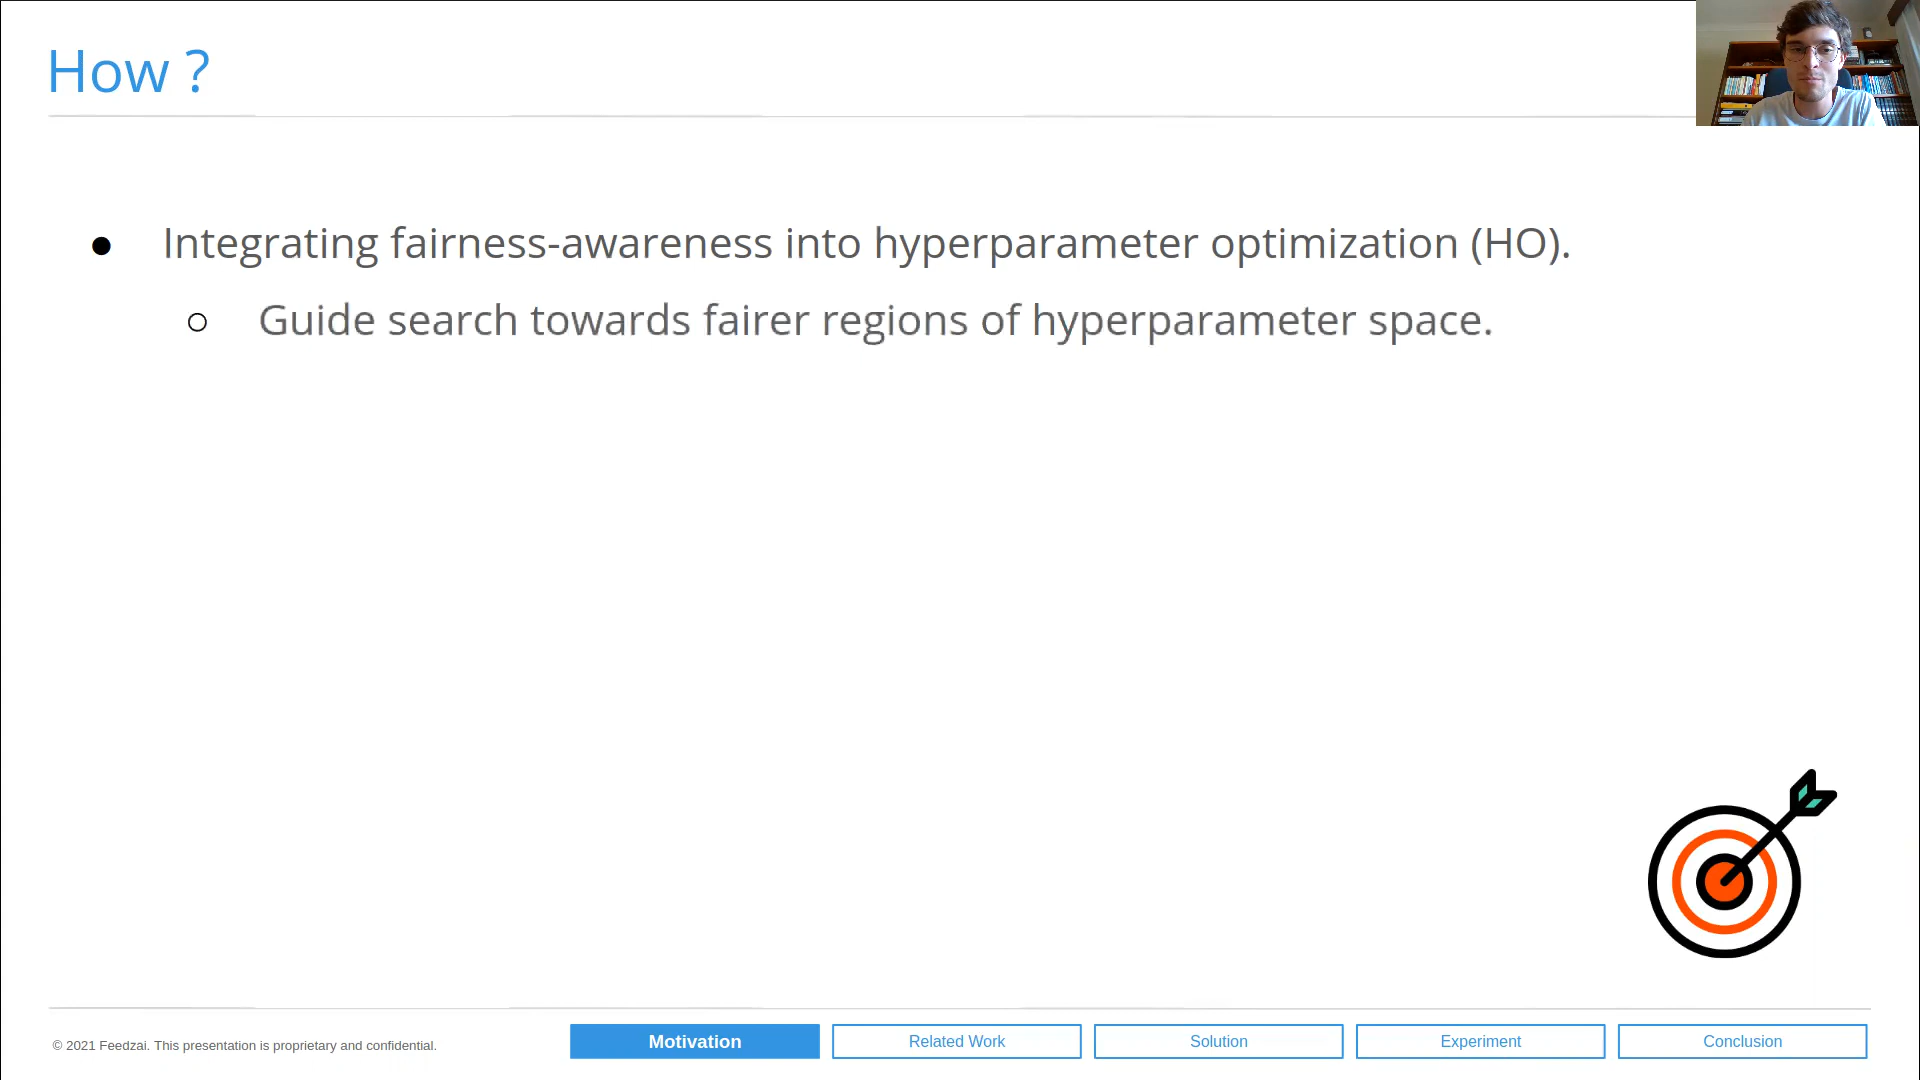 How ?
● Integrating fairness-awareness into hyperparameter optimization (HO).
○ Guide search towards fairer regions of hyperparameter space.
© 2021 Feedzai. This presentation is proprietary and confidential.
Motivation
Related Work
Solution
Experiment
Conclusion